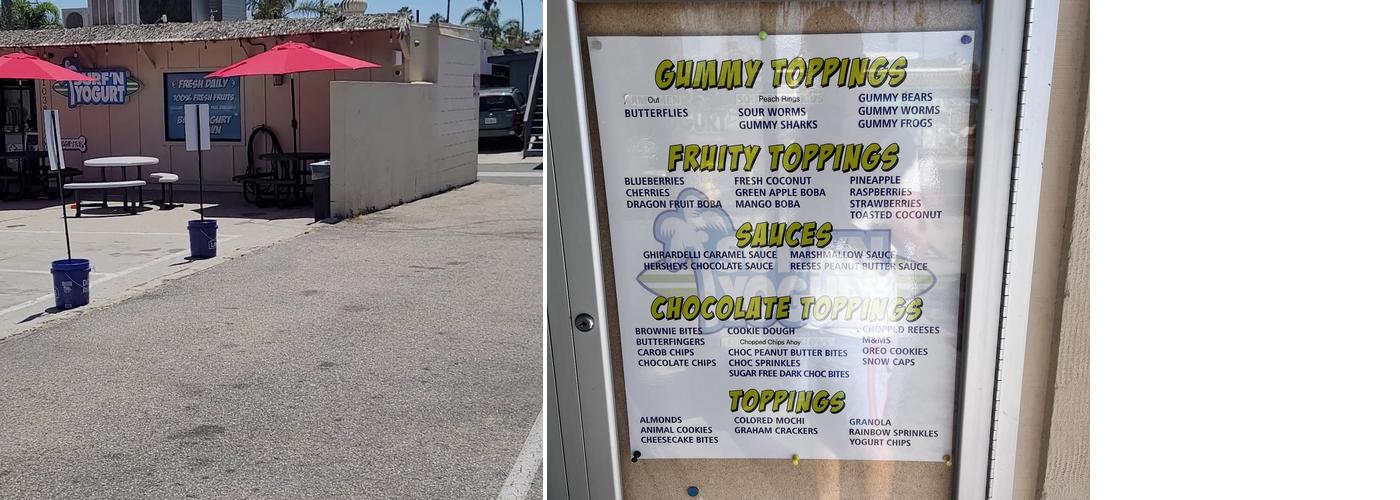 SURF'N
YOGURT
FRESH DAILY
100% FRESH FRUITS
GUMMY TOPPINGS
Out
Peach Rings
GUMMY BEARS
BUTTERFLIES
SOUR WORMS
GUMMY WORMS
GUMMY SHARKS
GUMMY FROGS
FRUITY TOPPINGS
BLUEBERRIES
FRESH COCONUT
PINEAPPLE
CHERRIES
GREEN APPLE BOBA
RASPBERRIES
DRAGON FRUIT BOBA
MANGO BOBA
STRAWBERRIES
TOASTED COCONUT
SAUCES
GHIRARDELLI CARAMEL SAUCE
MARSHMALLOW SAUCE
HERSHEYS CHOCOLATE SAUCE
REESES PEANUT BUTTER SAUCE
CHOCOLATE TOPPINGS
BROWNIE BITES
COOKIE DOUGH
CHOPPED REESES
BUTTERFINGERS
Chopped Chips Ahoy
M&MS
CAROB CHIPS
CHOC PEANUT BUTTER BITES
OREO COOKIES
CHOCOLATE CHIPS
CHOC SPRINKLES
SNOW CAPS
SUGAR FREE DARK CHOC BITES
TOPPINGS
ALMONDS
COLORED MOCHI
GRANOLA
ANIMAL COOKIES
GRAHAM CRACKERS
RAINBOW SPRINKLES
CHEESECAKE BITES
YOGURT CHIPS